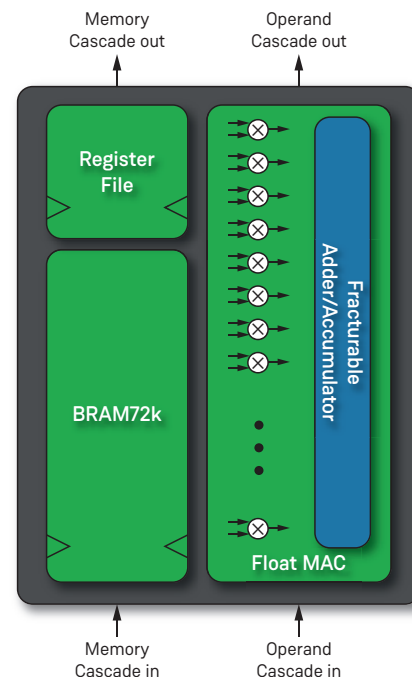 Memory
Cascade out
Operand
Cascade out
Register
File
BRAM72k
Fracturable
Adder/Accumulator
Float MAC
Memory
Cascade in
Operand
Cascade in